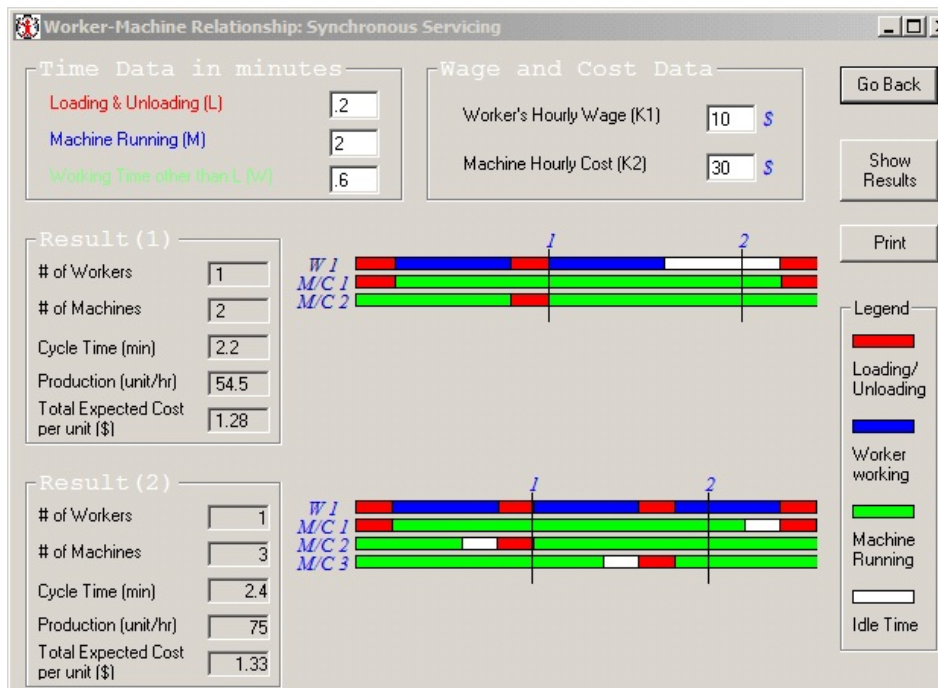 Worker-Machine Relationship: Synchronous Servicing
Time Data in minutes
Loading & Unloading (L)
.2
Machine Running (M)
2
Working Time other than L (W)
.6
Wage and Cost Data
Worker's Hourly Wage (K1)
10
$
Machine Hourly Cost (K2)
30
$
Go Back
Show
Results
Print
Result(1)
# of Workers
1
# of Machines
2
Cycle Time (min)
2.2
Production (unit/hr)
54.5
Total Expected Cost
per unit ($)
1.28
1
2
W 1
M/C 1
M/C 2
Legend
Loading/
Unloading
Worker
working
Machine
Running
Idle Time
Result(2)
# of Workers
1
# of Machines
3
Cycle Time (min)
2.4
Production (unit/hr)
75
Total Expected Cost
per unit ($)
1.33
1
2
W 1
M/C 1
M/C 2
M/C 3